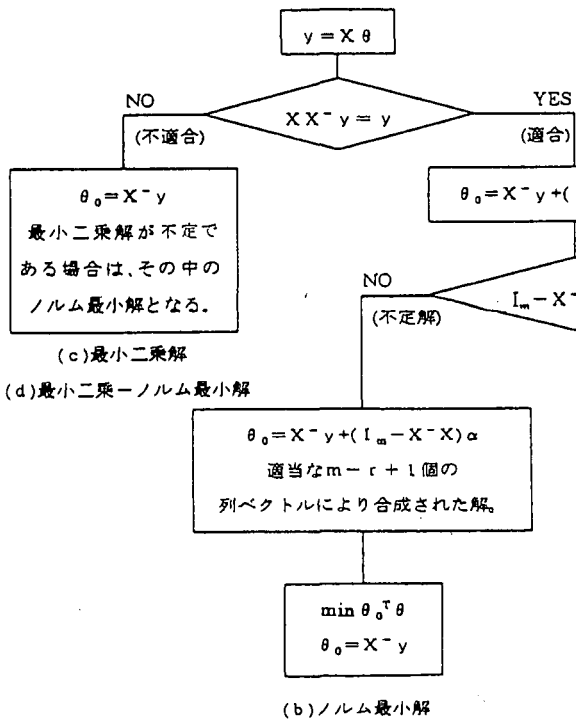 y = X θ
X X⁻ y = y
NO
(不適合)
YES
(適合)
θ₀ = X⁻ y
最小二乗解が不定で
ある場合は、その中の
ノルム最小解となる。
(c)最小二乗解
(d)最小二乗－ノルム最小解
θ₀ = X⁻ y + (
I_m − X⁻
NO
(不定解)
θ₀ = X⁻ y + ( I_m − X⁻ X ) α
適当な m − r + 1 個の
列ベクトルにより合成された解。
min θ₀ᵀ θ
θ₀ = X⁻ y
(b)ノルム最小解